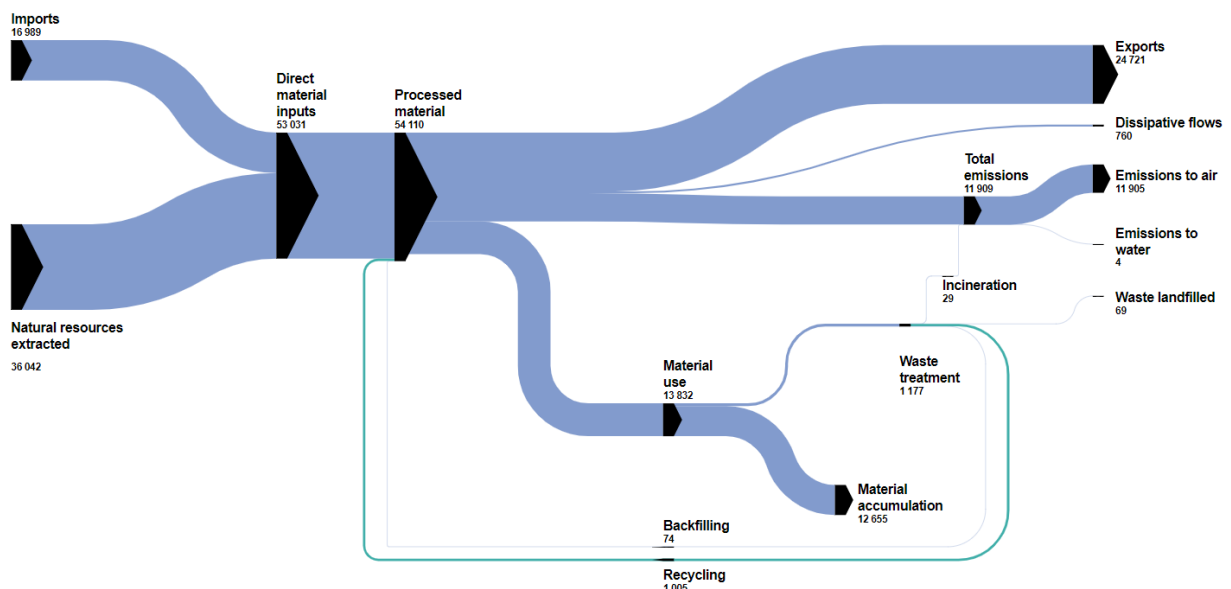 Imports
16 989
Direct
material
inputs
53 031
Processed
material
54 110
Exports
24 721
Dissipative flows
760
Total
emissions
11 909
Emissions to air
11 905
Emissions to
water
4
Incineration
29
Waste landfilled
69
Natural resources
extracted
36 042
Material
use
13 832
Waste
treatment
1 177
Material
accumulation
12 655
Backfilling
74
Recycling
1 005